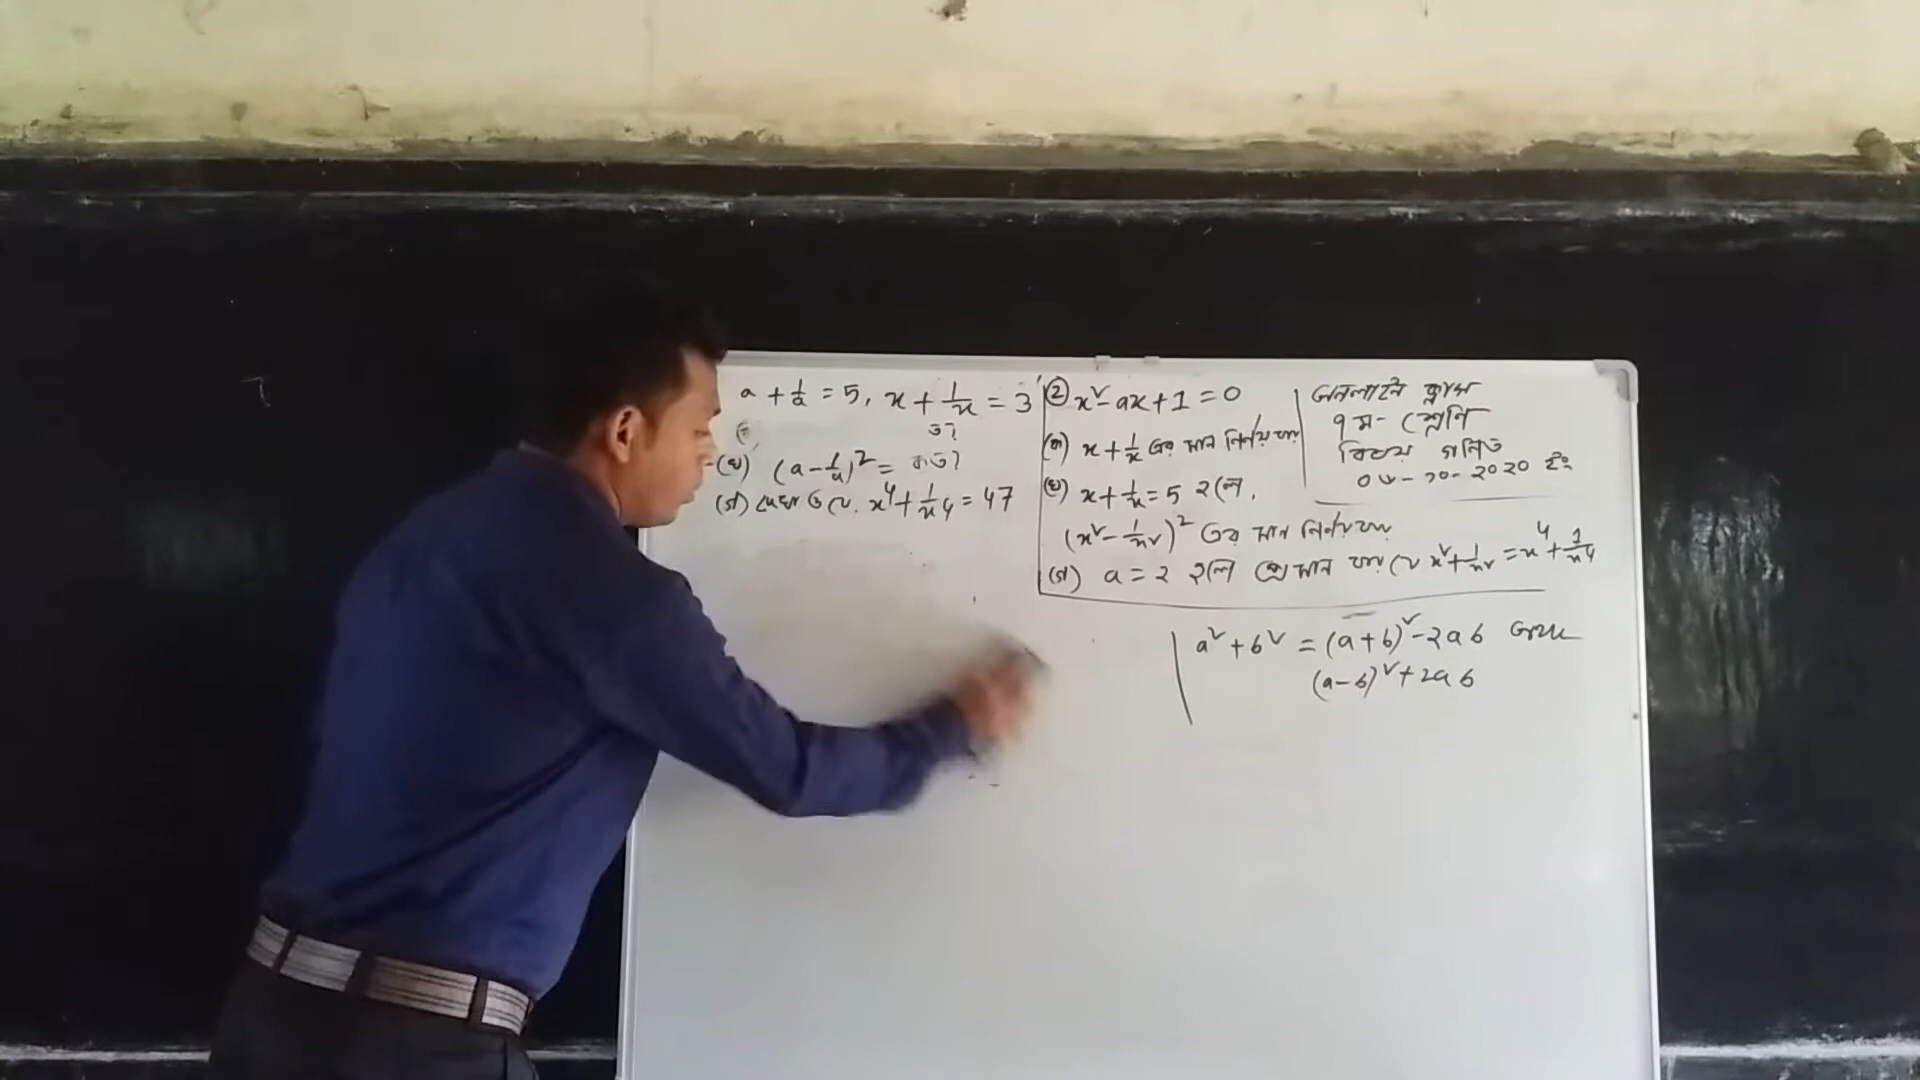 a + 1/a = 5, x + 1/x = 3
(খ) (a - 1/a)² = কত?
(গ) দেখাও যে, x⁴ + 1/x⁴ = 47
② x² - ax + 1 = 0
(ক) x + 1/x এর মান নির্ণয় কর
(খ) x + 1/x = 5 হলে,
(x² - 1/x²)² এর মান নির্ণয় কর
(গ) a = 2 হলে প্রমান কর যে x² + 1/x² = x⁴ + 1/x⁴
অনলাইন ক্লাস
৭ম - শ্রেণি
বিষয় গণিত
-১০-২০২০ ইং
a² + b² = (a + b)² - 2ab অথবা
(a - b)² + 2ab